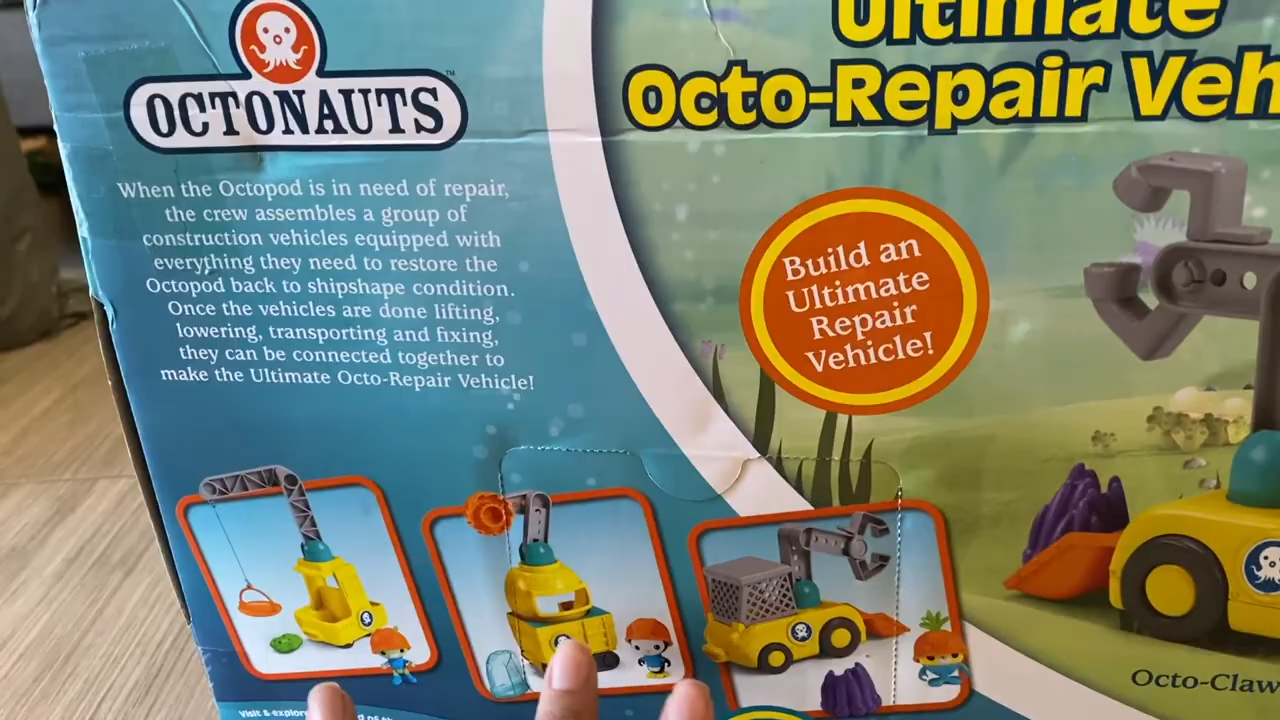 OCTONAUTS
™
When the Octopod is in need of repair,
the crew assembles a group of
construction vehicles equipped with
everything they need to restore the
Octopod back to shipshape condition.
Once the vehicles are done lifting,
lowering, transporting and fixing,
they can be connected together to
make the Ultimate Octo-Repair Vehicle!
Ultimate
Octo-Repair Veh
Build an
Ultimate
Repair
Vehicle!
Octo-Claw
Visit & explore